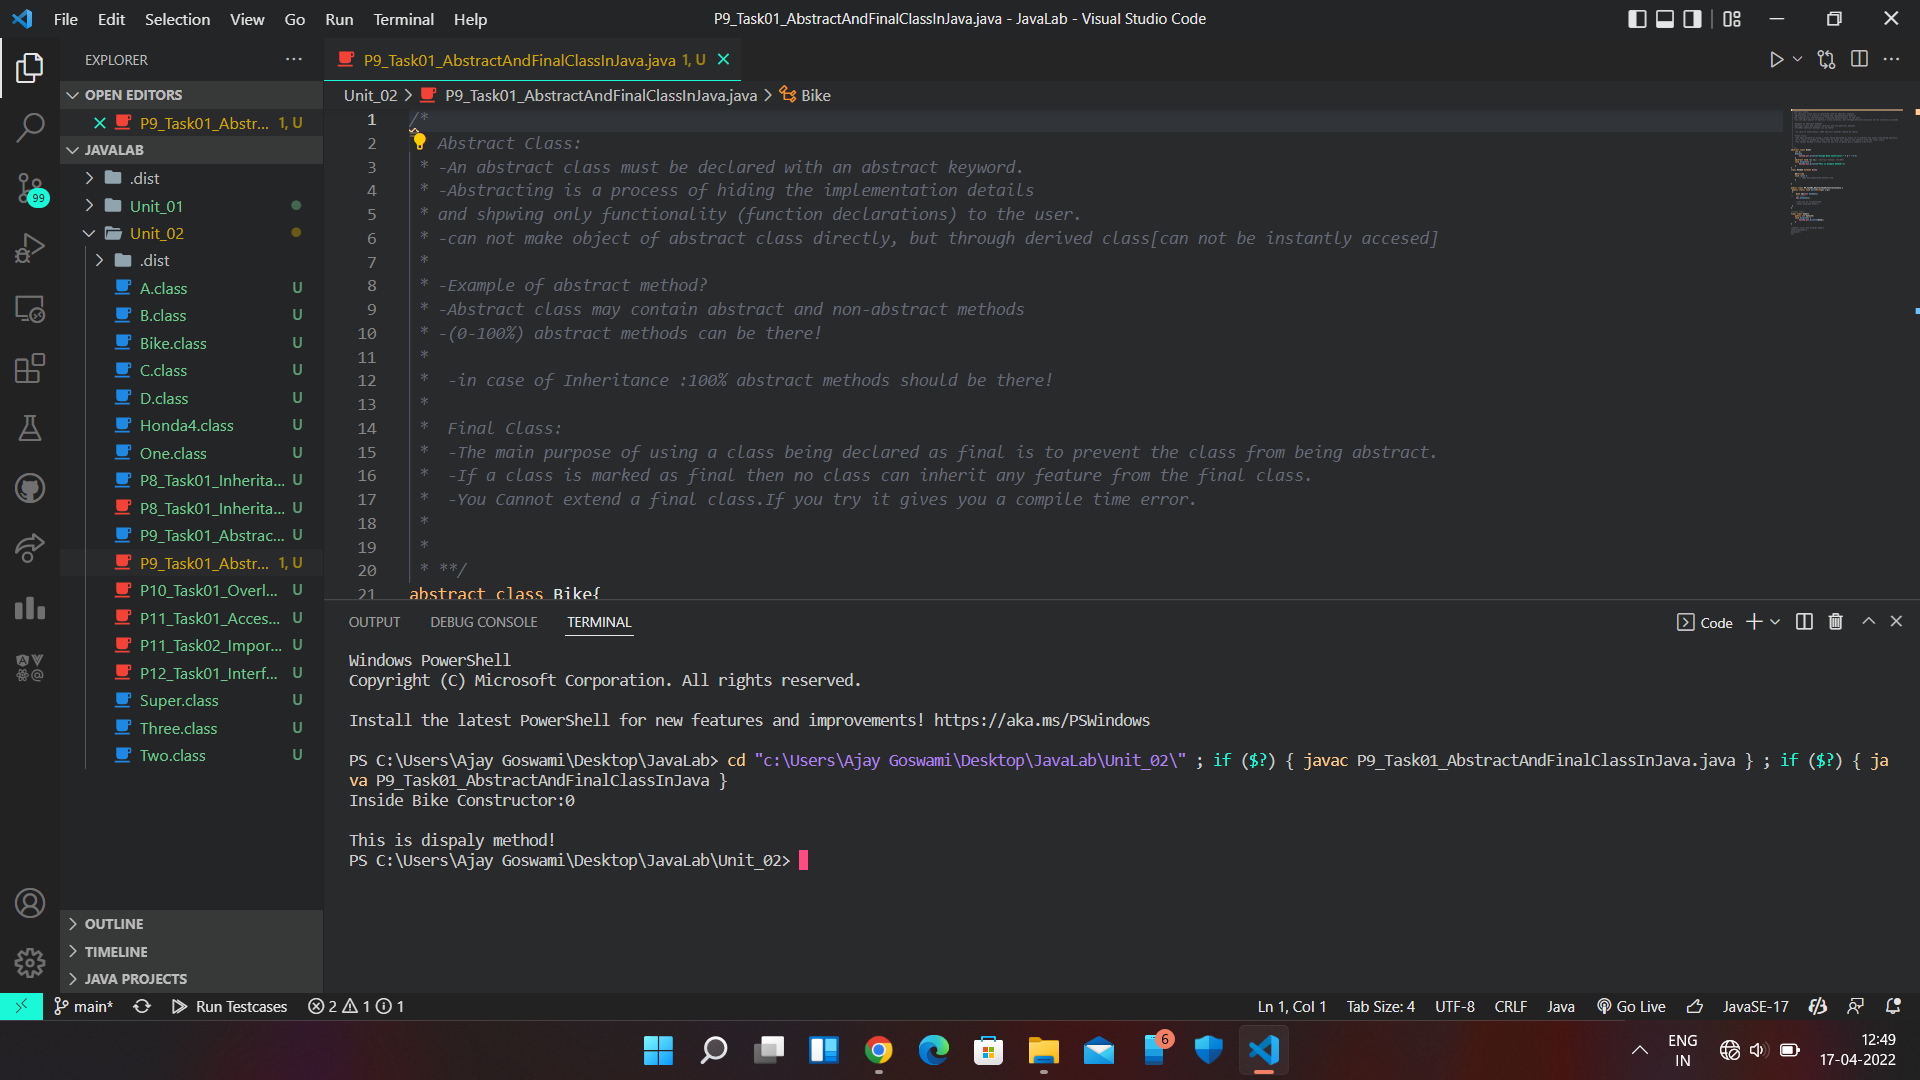 File Edit Selection View Go Run Terminal Help
P9_Task01_AbstractAndFinalClassInJava.java - JavaLab - Visual Studio Code
EXPLORER
P9_Task01_AbstractAndFinalClassInJava.java 1, U
OPEN EDITORS
Unit_02 > P9_Task01_AbstractAndFinalClassInJava.java > Bike
P9_Task01_Abstr... 1, U
JAVALAB
.dist
Unit_01
99
Unit_02
.dist
A.class U
B.class U
Bike.class U
C.class U
D.class U
Honda4.class U
One.class U
P8_Task01_Inherita... U
P8_Task01_Inherita... U
P9_Task01_Abstrac... U
P9_Task01_Abstr... 1, U
P10_Task01_Overl... U
P11_Task01_Acces... U
P11_Task02_Impor... U
P12_Task01_Interf... U
Super.class U
Three.class U
Two.class U
OUTLINE
TIMELINE
JAVA PROJECTS
1 /*
2 Abstract Class:
3 * -An abstract class must be declared with an abstract keyword.
4 * -Abstracting is a process of hiding the implementation details
5 * and shpwing only functionality (function declarations) to the user.
6 * -can not make object of abstract class directly, but through derived class[can not be instantly accesed]
7 *
8 * -Example of abstract method?
9 * -Abstract class may contain abstract and non-abstract methods
10 * -(0-100%) abstract methods can be there!
11 *
12 * -in case of Inheritance :100% abstract methods should be there!
13 *
14 * Final Class:
15 * -The main purpose of using a class being declared as final is to prevent the class from being abstract.
16 * -If a class is marked as final then no class can inherit any feature from the final class.
17 * -You Cannot extend a final class.If you try it gives you a compile time error.
18 *
19 *
20 * **/
21 abstract class Bike{
OUTPUT DEBUG CONSOLE TERMINAL
Code
Windows PowerShell
Copyright (C) Microsoft Corporation. All rights reserved.
Install the latest PowerShell for new features and improvements! https://aka.ms/PSWindows
PS C:\Users\Ajay Goswami\Desktop\JavaLab> cd "c:\Users\Ajay Goswami\Desktop\JavaLab\Unit_02\" ; if ($?) { javac P9_Task01_AbstractAndFinalClassInJava.java } ; if ($?) { ja
va P9_Task01_AbstractAndFinalClassInJava }
Inside Bike Constructor:0
This is dispaly method!
PS C:\Users\Ajay Goswami\Desktop\JavaLab\Unit_02>
main* Run Testcases 2 1 1
Ln 1, Col 1 Tab Size: 4 UTF-8 CRLF Java Go Live JavaSE-17
6
ENG
IN
12:49
17-04-2022